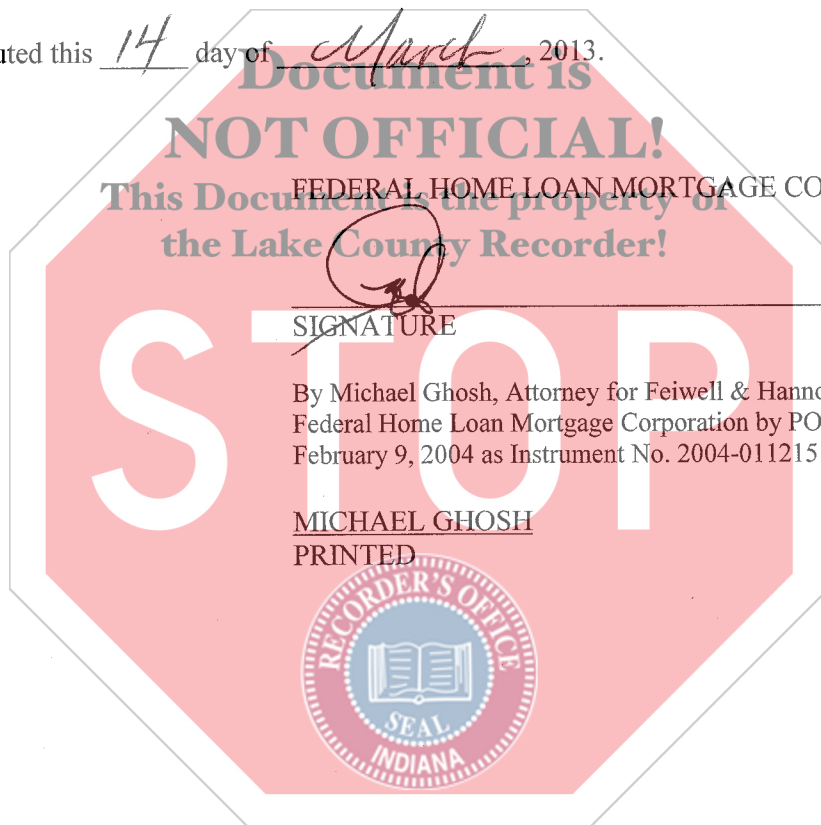 uted this 14 day of March, 2013.
Document is
NOT OFFICIAL!
FEDERAL HOME LOAN MORTGAGE CO
This Document is the property of
the Lake County Recorder!
SIGNATURE
By Michael Ghosh, Attorney for Feiwell & Hanno
Federal Home Loan Mortgage Corporation by PO
February 9, 2004 as Instrument No. 2004-011215
STOP
MICHAEL GHOSH
PRINTED
RECORDER'S OFFICE
SEAL
INDIANA